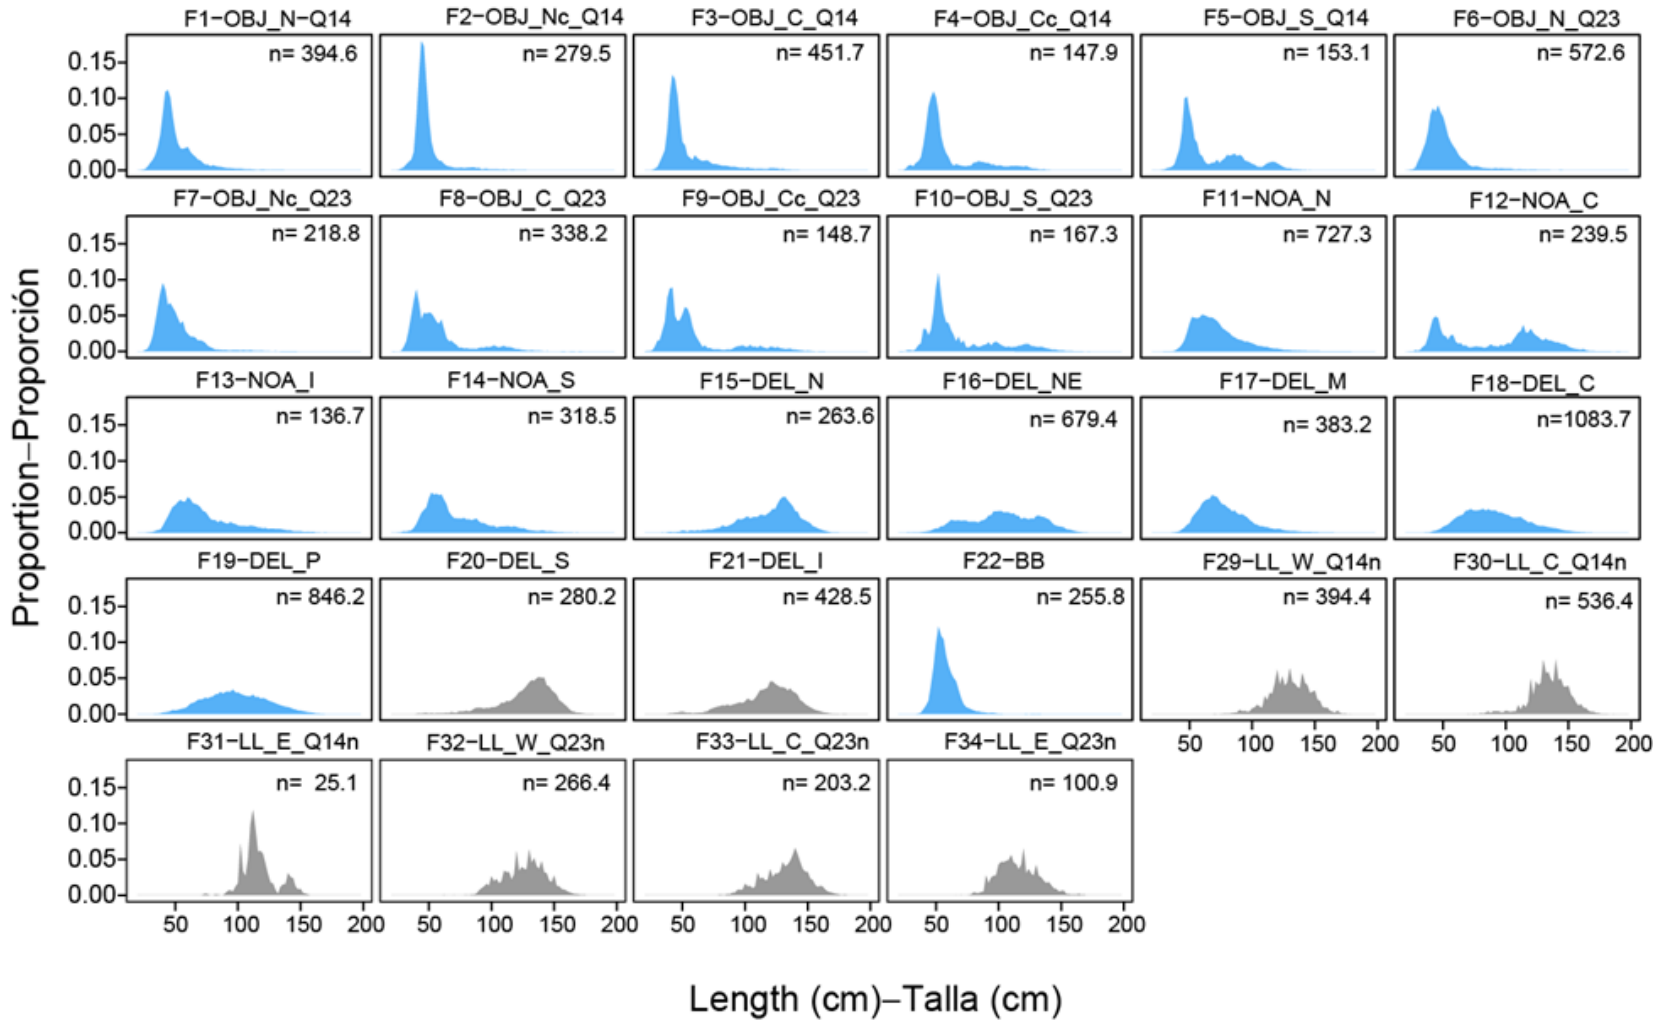 F1−OBJ_N−Q14 F2−OBJ_Nc_Q14 F3−OBJ_C_Q14 F4−OBJ_Cc_Q14 F5−OBJ_S_Q14 F6−OBJ_N_Q23
n= 394.6 n= 279.5 n= 451.7 n= 147.9 n= 153.1 n= 572.6
0.15
0.10
0.05
0.00
F7−OBJ_Nc_Q23 F8−OBJ_C_Q23 F9−OBJ_Cc_Q23 F10−OBJ_S_Q23 F11−NOA_N F12−NOA_C
n= 218.8 n= 338.2 n= 148.7 n= 167.3 n= 727.3 n= 239.5
0.15
0.10
0.05
0.00
F13−NOA_I F14−NOA_S F15−DEL_N F16−DEL_NE F17−DEL_M F18−DEL_C
n= 136.7 n= 318.5 n= 263.6 n= 679.4 n= 383.2 n=1083.7
0.15
0.10
0.05
0.00
F19−DEL_P F20−DEL_S F21−DEL_I F22−BB F29−LL_W_Q14n F30−LL_C_Q14n
n= 846.2 n= 280.2 n= 428.5 n= 255.8 n= 394.4 n= 536.4
0.15
0.10
0.05
0.00
50 100 150 200 50 100 150 200
F31−LL_E_Q14n F32−LL_W_Q23n F33−LL_C_Q23n F34−LL_E_Q23n
n= 25.1 n= 266.4 n= 203.2 n= 100.9
0.15
0.10
0.05
0.00
50 100 150 200 50 100 150 200 50 100 150 200 50 100 150 200
Proportion−Proporción
Length (cm)−Talla (cm)